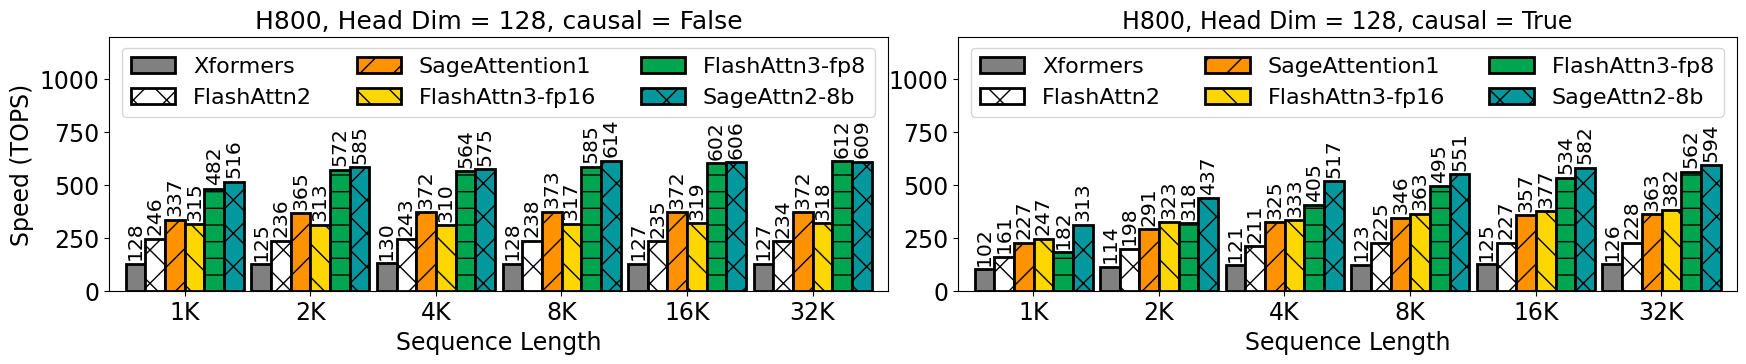 H800, Head Dim = 128, causal = False
Speed (TOPS)
1000
750
500
250
0
Xformers SageAttention1 FlashAttn3-fp8
FlashAttn2 FlashAttn3-fp16 SageAttn2-8b
128 246 337 315 482 516
125 236 365 313 572 585
130 243 372 310 564 575
128 238 373 317 585 614
127 235 372 319 602 606
127 234 372 318 612 609
1K 2K 4K 8K 16K 32K
Sequence Length
H800, Head Dim = 128, causal = True
1000
750
500
250
0
Xformers SageAttention1 FlashAttn3-fp8
FlashAttn2 FlashAttn3-fp16 SageAttn2-8b
102 161 227 247 182 313
114 198 291 323 318 437
121 211 325 333 405 517
123 225 346 363 495 551
125 227 357 377 534 582
126 228 363 382 562 594
1K 2K 4K 8K 16K 32K
Sequence Length